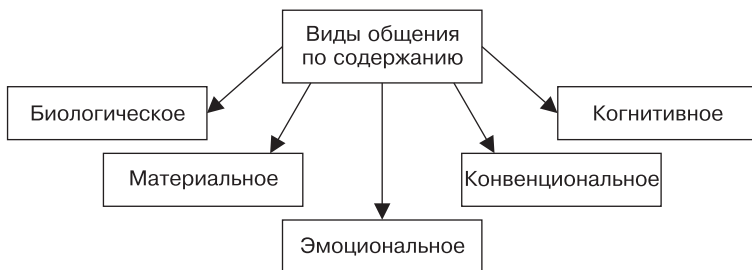 Виды общения
по содержанию
Биологическое
Когнитивное
Материальное
Конвенциональное
Эмоциональное